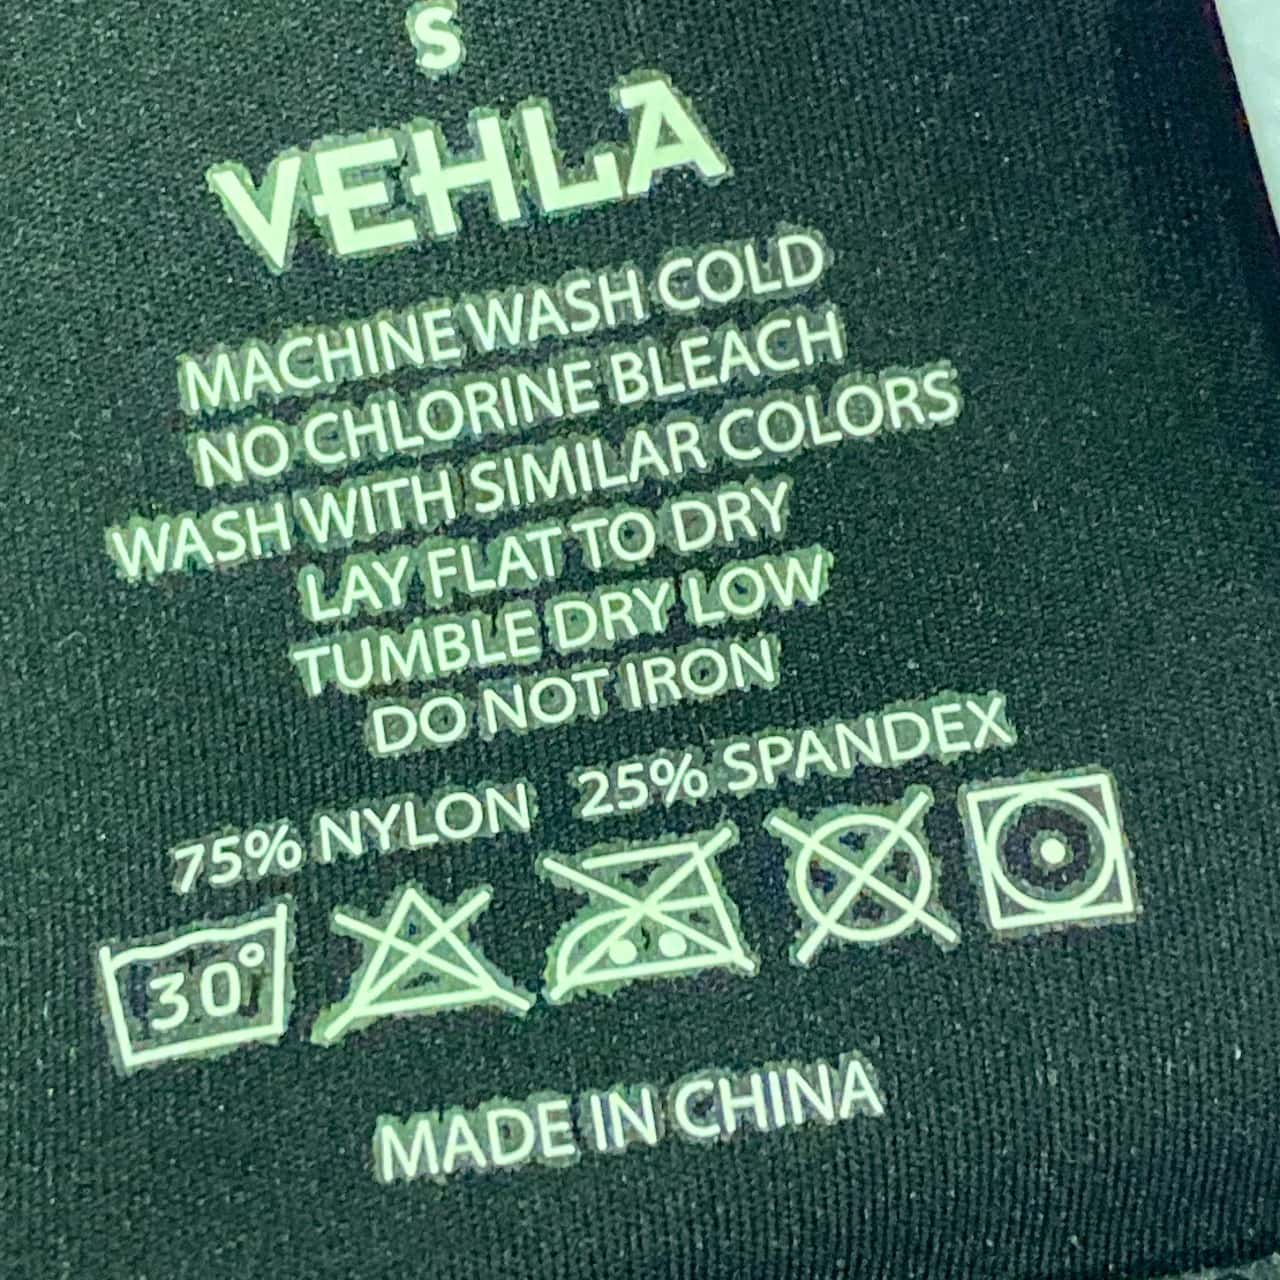 S
VEHLA
MACHINE WASH COLD
NO CHLORINE BLEACH
WASH WITH SIMILAR COLORS
LAY FLAT TO DRY
TUMBLE DRY LOW
DO NOT IRON
75% NYLON 25% SPANDEX
30°
MADE IN CHINA